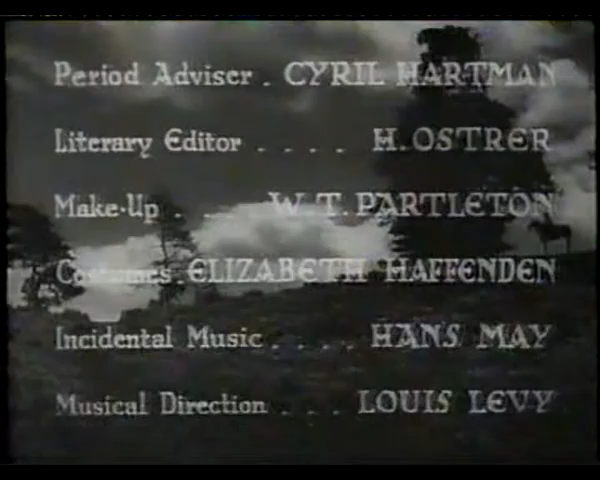 Period Adviser . CYRIL HARTMAN
Literary Editor . . . . H. OSTRER
Make-Up . . . . W. T. PARTLETON
Costumes ELIZABETH HAFFENDEN
Incidental Music . . . . HANS MAY
Musical Direction . . . LOUIS LEVY